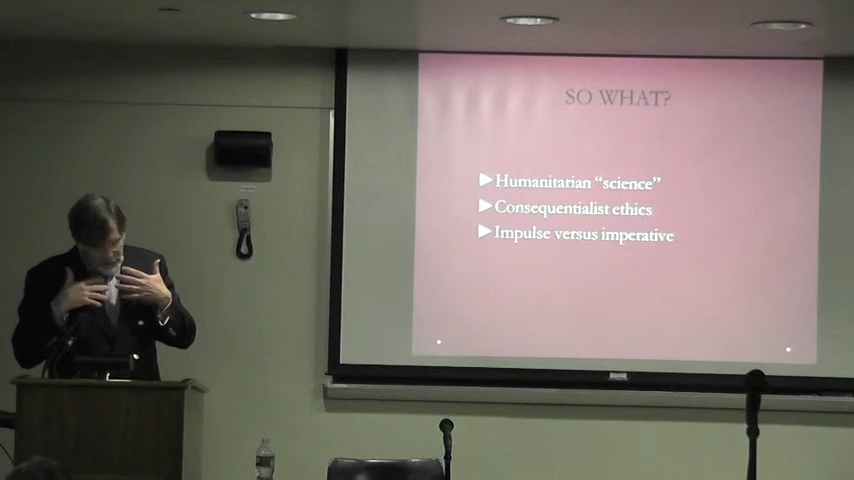 SO WHAT?
▶Humanitarian “science”
▶Consequentialist ethics
▶Impulse versus imperative